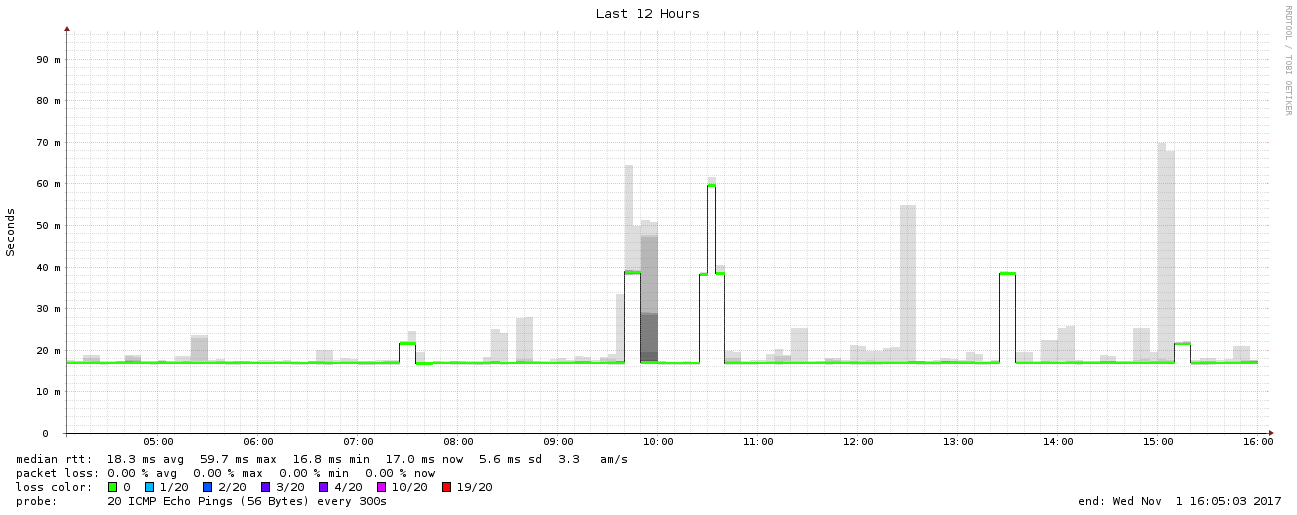 Last 12 Hours
RRDTOOL / TOBI OETIKER
Seconds
90 m
80 m
70 m
60 m
50 m
40 m
30 m
20 m
10 m
0
05:00 06:00 07:00 08:00 09:00 10:00 11:00 12:00 13:00 14:00 15:00 16:00
median rtt: 18.3 ms avg 59.7 ms max 16.8 ms min 17.0 ms now 5.6 ms sd 3.3 am/s
packet loss: 0.00 % avg 0.00 % max 0.00 % min 0.00 % now
loss color: 0 1/20 2/20 3/20 4/20 10/20 19/20
probe: 20 ICMP Echo Pings (56 Bytes) every 300s end: Wed Nov 1 16:05:03 2017